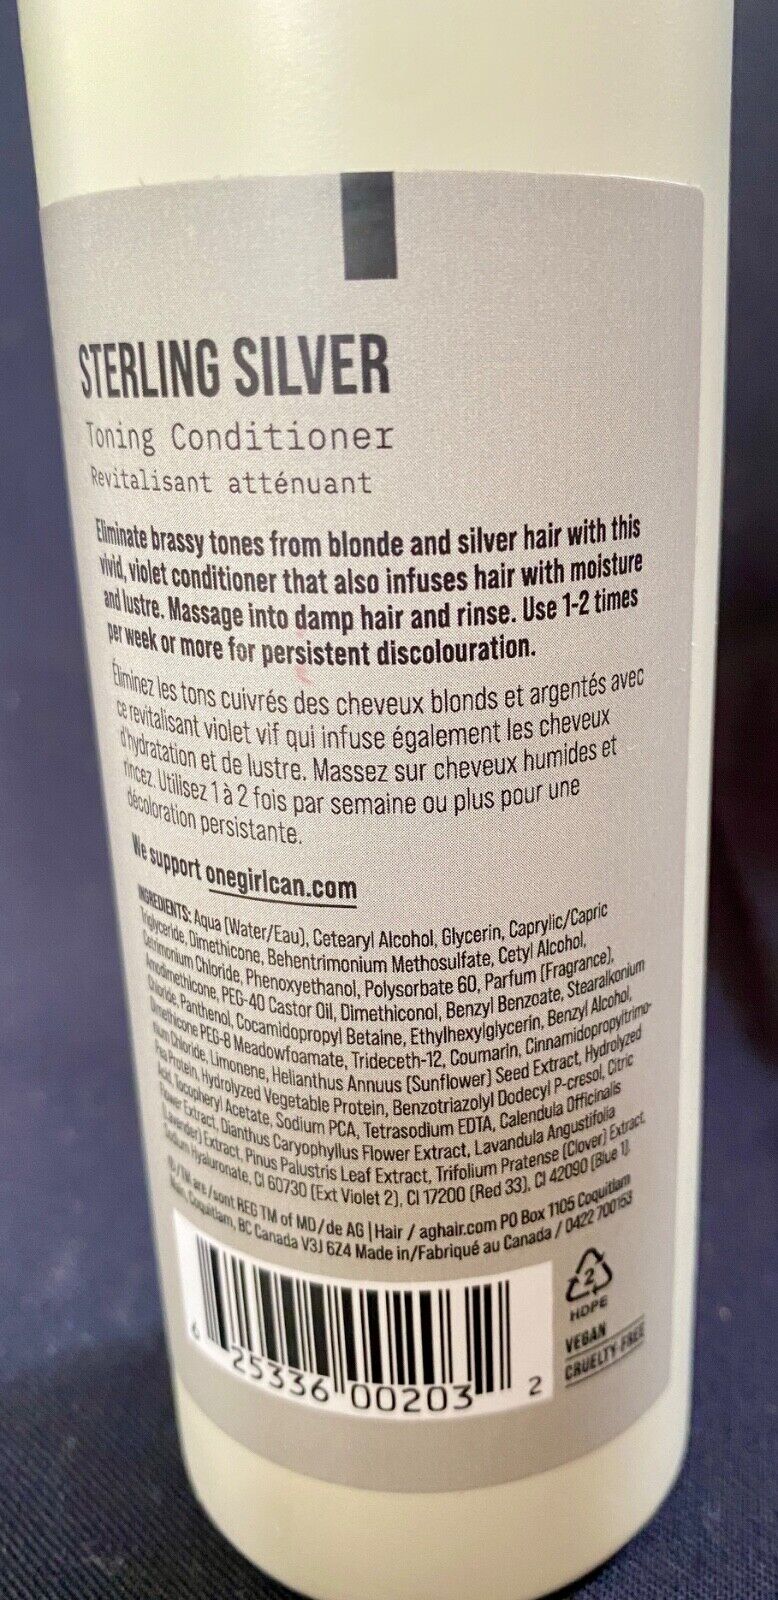 STERLING SILVER
Toning Conditioner
Revitalisant atténuant
Eliminate brassy tones from blonde and silver hair with this
vivid, violet conditioner that also infuses hair with moisture
and lustre. Massage into damp hair and rinse. Use 1-2 times
per week or more for persistent discolouration.
Éliminez les tons cuivrés des cheveux blonds et argentés avec
ce revitalisant violet vif qui infuse également les cheveux
d'hydratation et de lustre. Massez sur cheveux humides et
rincez. Utilisez 1 à 2 fois par semaine ou plus pour une
décoloration persistante.
We support onegirlcan.com
INGREDIENTS: Aqua (Water/Eau), Cetearyl Alcohol, Glycerin, Caprylic/Capric
Triglyceride, Dimethicone, Behentrimonium Methosulfate, Cetyl Alcohol,
Cetrimonium Chloride, Phenoxyethanol, Polysorbate 60, Parfum (Fragrance),
Amodimethicone, PEG-40 Castor Oil, Dimethiconol, Benzyl Benzoate, Stearalkonium
Chloride, Panthenol, Cocamidopropyl Betaine, Ethylhexylglycerin, Benzyl Alcohol,
Dimethicone PEG-8 Meadowfoamate, Trideceth-12, Coumarin, Cinnamidopropyltrimo-
nium Chloride, Limonene, Helianthus Annuus (Sunflower) Seed Extract, Hydrolyzed
Pea Protein, Hydrolyzed Vegetable Protein, Benzotriazolyl Dodecyl P-cresol, Citric
Acid, Tocopheryl Acetate, Sodium PCA, Tetrasodium EDTA, Calendula Officinalis
Flower Extract, Dianthus Caryophyllus Flower Extract, Lavandula Angustifolia
(Lavender) Extract, Pinus Palustris Leaf Extract, Trifolium Pratense (Clover) Extract,
Sodium Hyaluronate, CI 60730 (Ext Violet 2), CI 17200 (Red 33), CI 42090 (Blue 1).
®/TM are/sont REG TM of MD/de AG | Hair / aghair.com PO Box 1105 Coquitlam
Main, Coquitlam, BC Canada V3J 6Z4 Made in/Fabriqué au Canada / 0422 700153
2
HDPE
VEGAN
CRUELTY-FREE
6 25336 00203 2